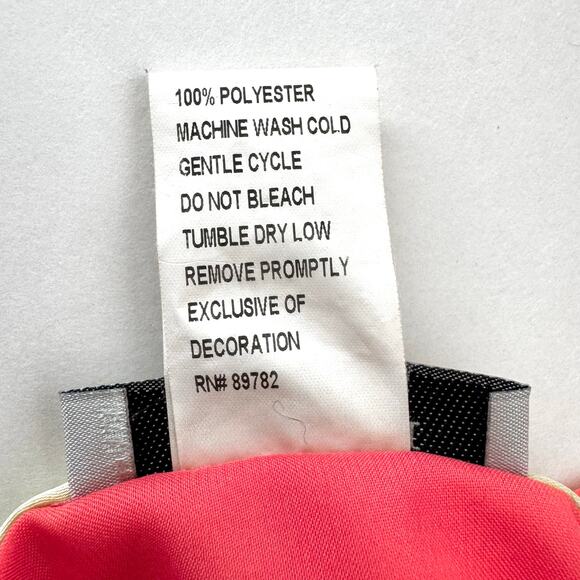 100% POLYESTER
MACHINE WASH COLD
GENTLE CYCLE
DO NOT BLEACH
TUMBLE DRY LOW
REMOVE PROMPTLY
EXCLUSIVE OF
DECORATION
RN# 89782